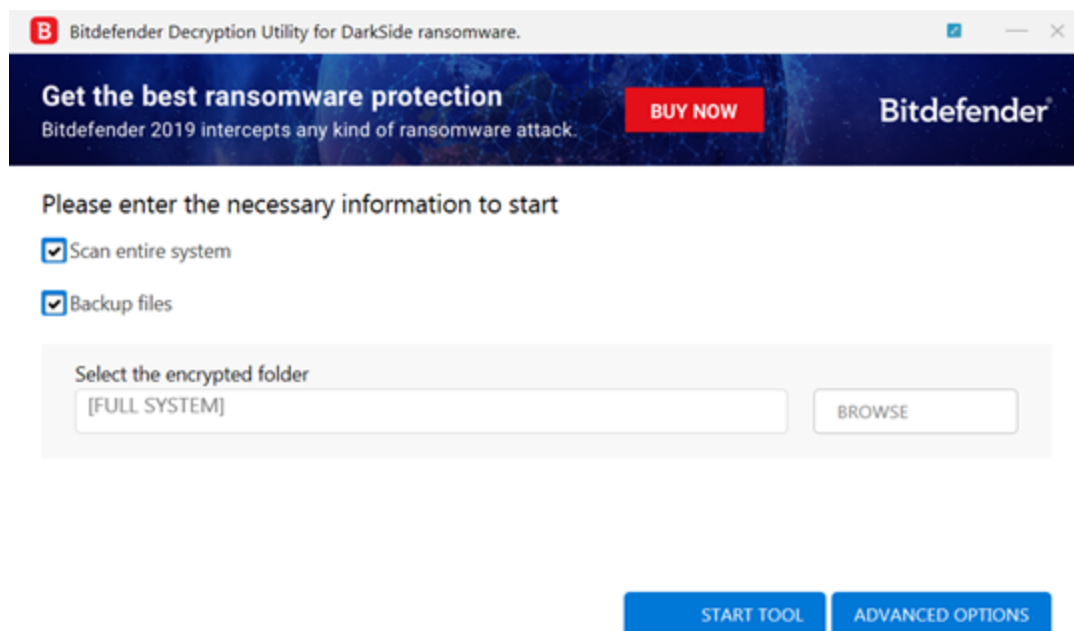 B Bitdefender Decryption Utility for DarkSide ransomware.
Get the best ransomware protection
Bitdefender 2019 intercepts any kind of ransomware attack.
BUY NOW
Bitdefender
Please enter the necessary information to start
Scan entire system
Backup files
Select the encrypted folder
[FULL SYSTEM]
BROWSE
START TOOL
ADVANCED OPTIONS